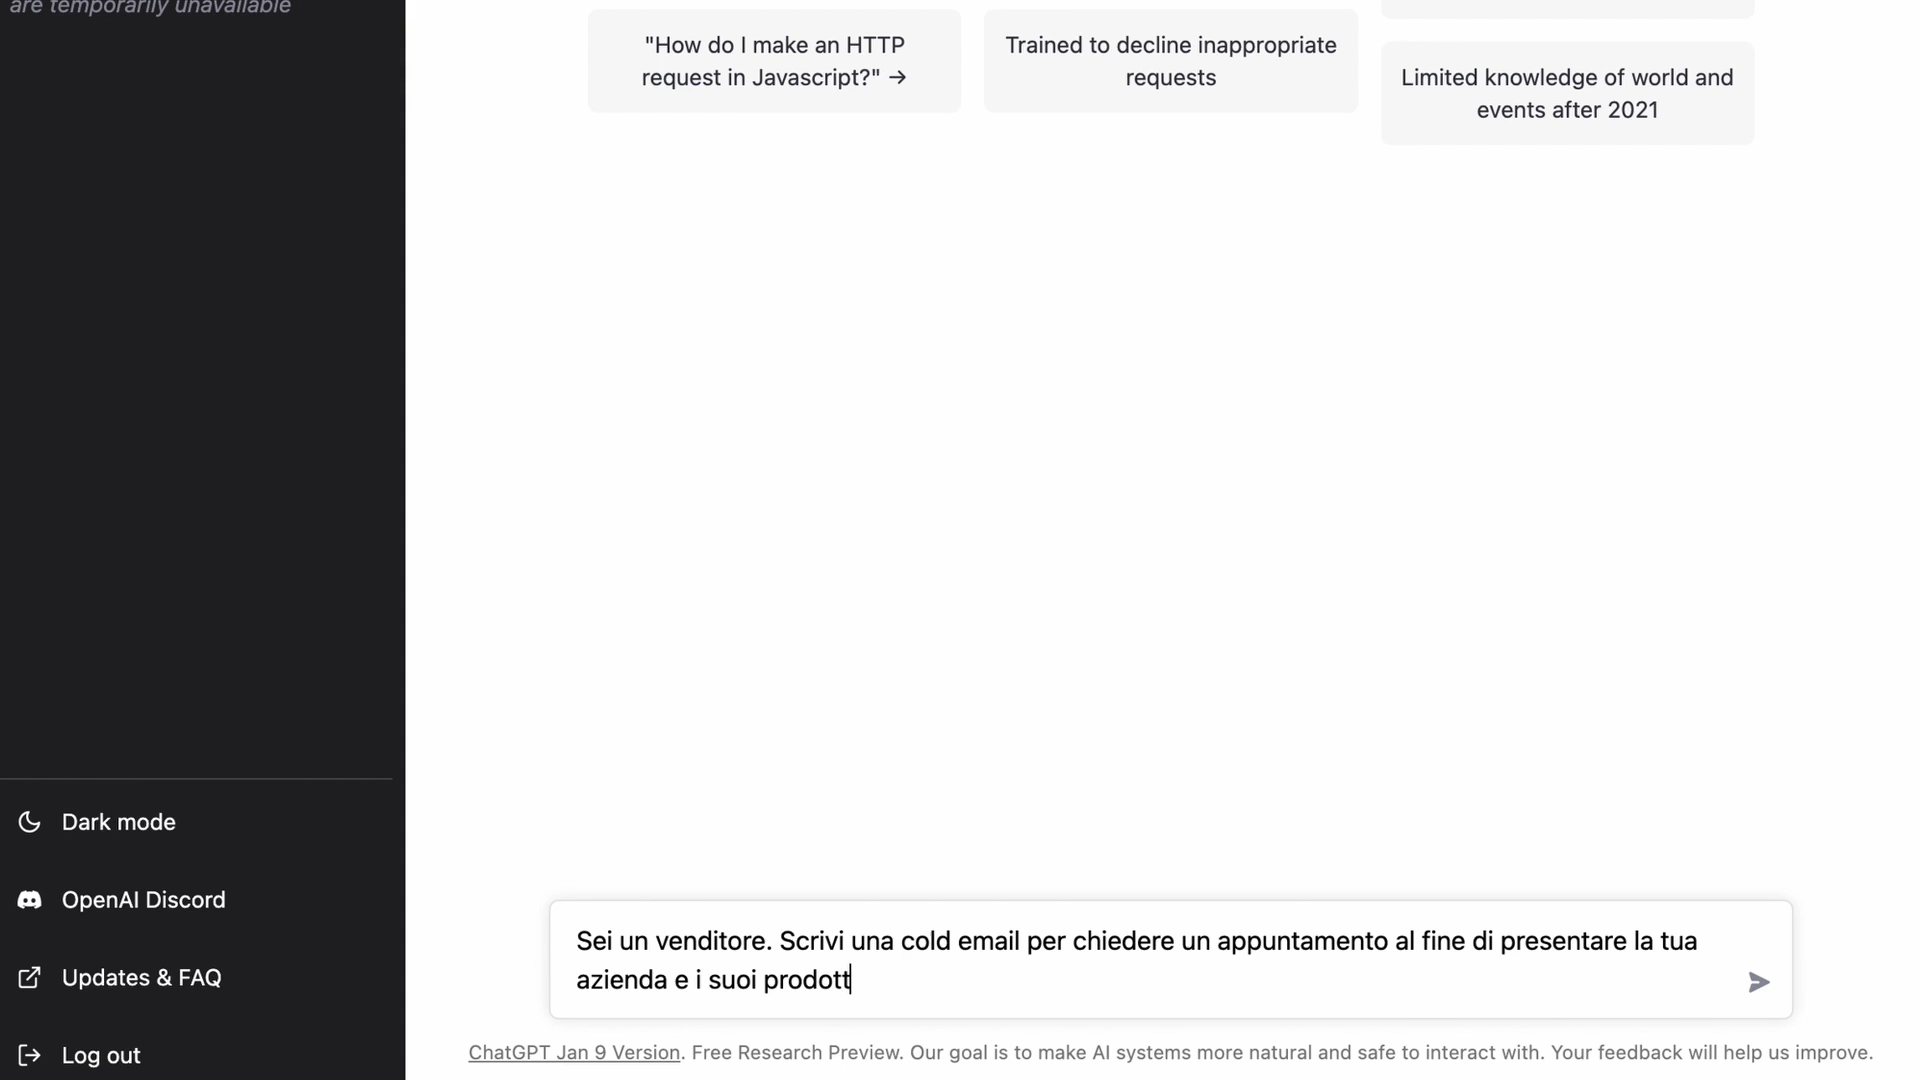 are temporarily unavailable
"How do I make an HTTP
request in Javascript?" →
Trained to decline inappropriate
requests
Limited knowledge of world and
events after 2021
Dark mode
OpenAI Discord
Updates & FAQ
Log out
Sei un venditore. Scrivi una cold email per chiedere un appuntamento al fine di presentare la tua
azienda e i suoi prodott
ChatGPT Jan 9 Version. Free Research Preview. Our goal is to make AI systems more natural and safe to interact with. Your feedback will help us improve.